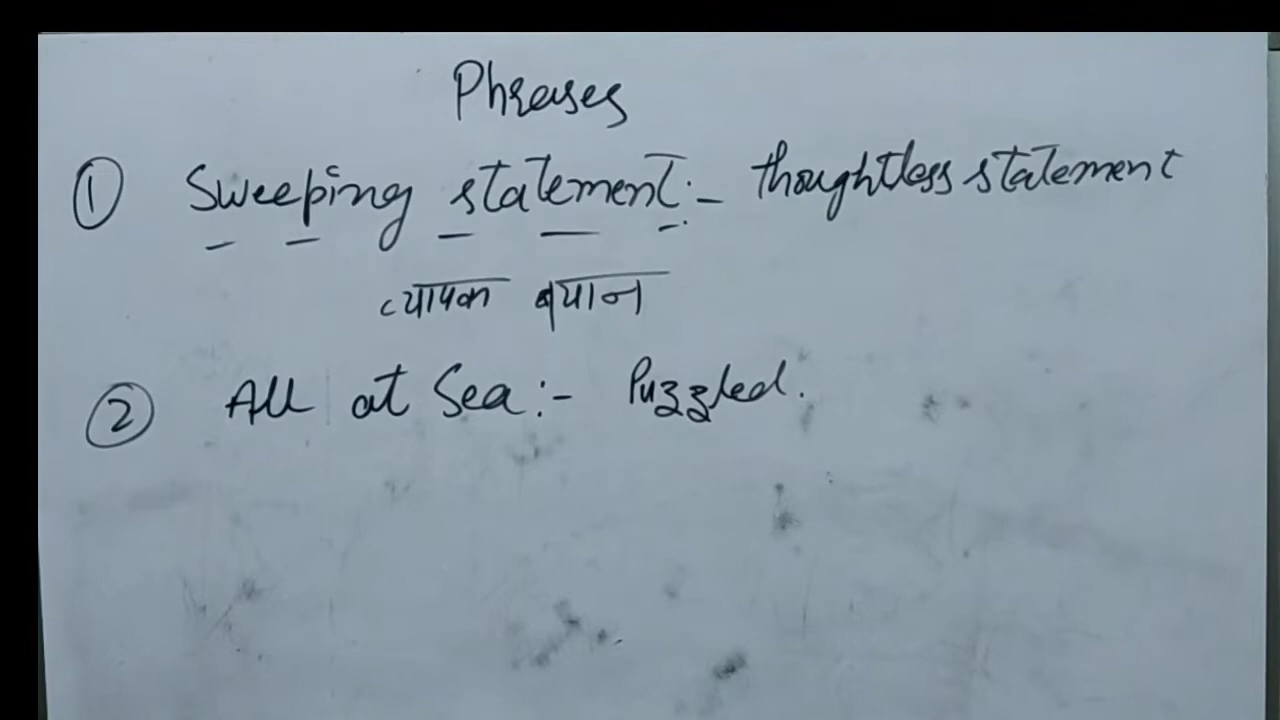 Phrases
① Sweeping statement:- thoughtless statement
व्यापक बयान
② All at Sea:- Puzzled.